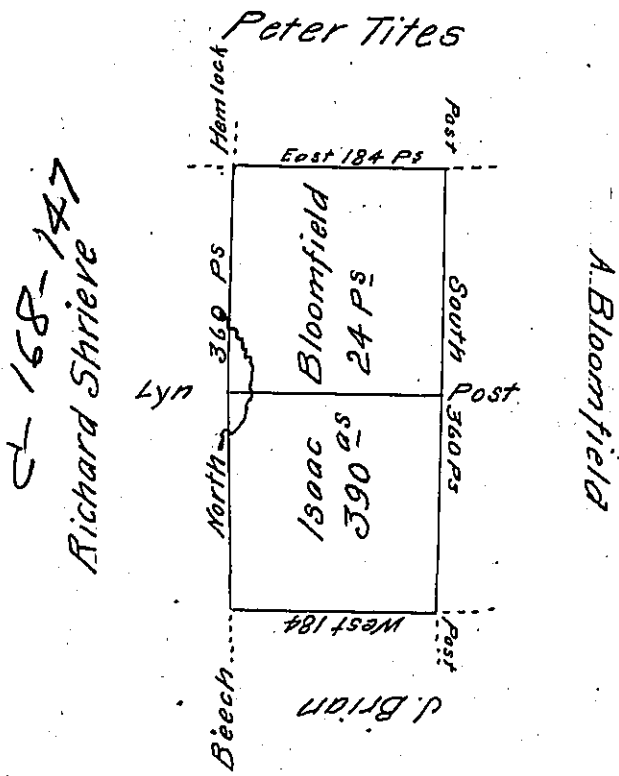 Peter Tites
Hemlock
Post
East 184 Ps
C-168-147
Richard Shrieve
North 360 Ps
Isaac Bloomfield
390 as 24 Ps
South 360 Ps
A. Bloomfield
Lyn
Post
West 184
Beech
Post
J. Brian